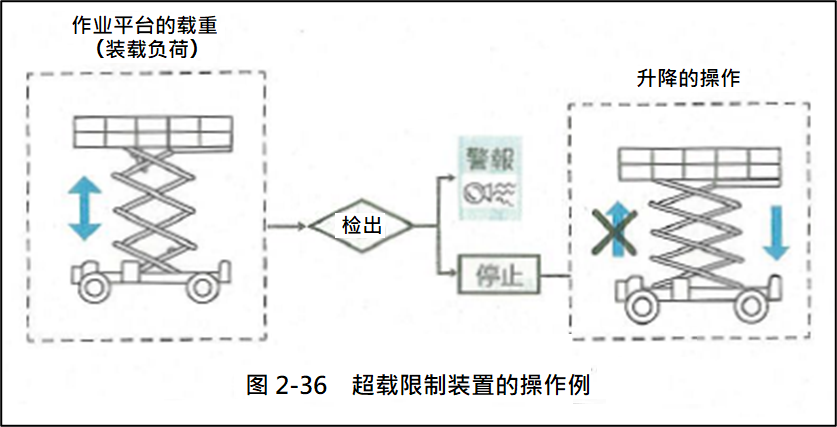 作业平台的载重
（装载负荷）
升降的操作
警報
检出
停止
图 2-36 超载限制装置的操作例